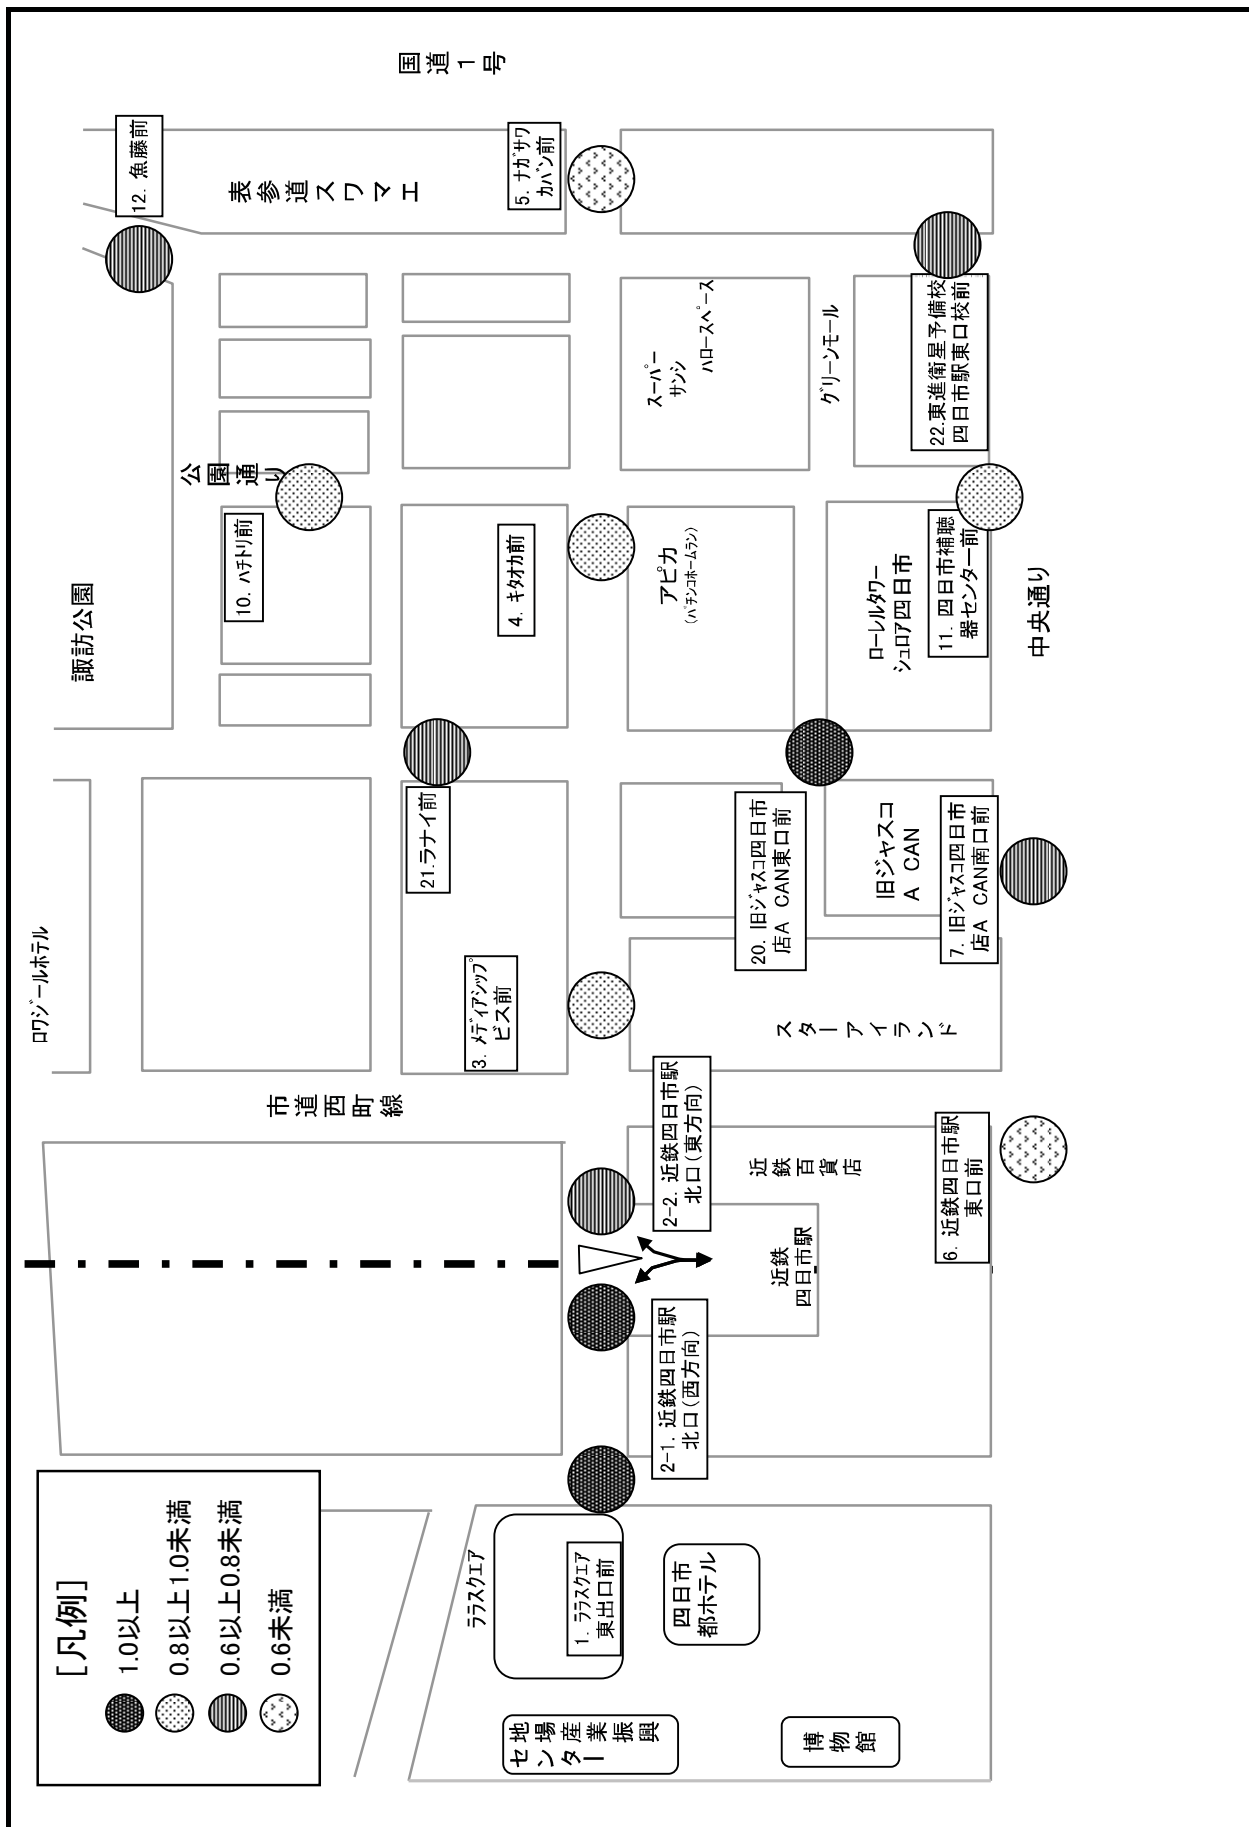 [凡例]
1.0以上
0.8以上1.0未満
0.6以上0.8未満
0.6未満
ロワジールホテル
諏訪公園
12. 魚藤前
表参道スワマエ
国道1号
公園通り
10. ハチドリ前
市道西町線
21.ラナイ前
3. メディアシップ
ビス前
4. キタオカ前
5. ナガサワ
カバン前
ララスクエア
1. ララスクエア
東出口前
四日市
都ホテル
地場産業振興
センター
博物館
2-1. 近鉄四日市駅
北口(西方向)
2-2. 近鉄四日市駅
北口(東方向)
近鉄
四日市駅
近鉄百貨店
6. 近鉄四日市駅
東口前
スターアイランド
20. 旧ジャスコ四日市
店A CAN東口前
旧ジャスコ
A CAN
7. 旧ジャスコ四日市
店A CAN南口前
アピカ
(パチンコホームラン)
ローレルタワー
シュロア四日市
11. 四日市補聴
器センター前
スーパー
サンシ
ハロースペース
グリーンモール
22.東進衛星予備校
四日市駅東口校前
中央通り